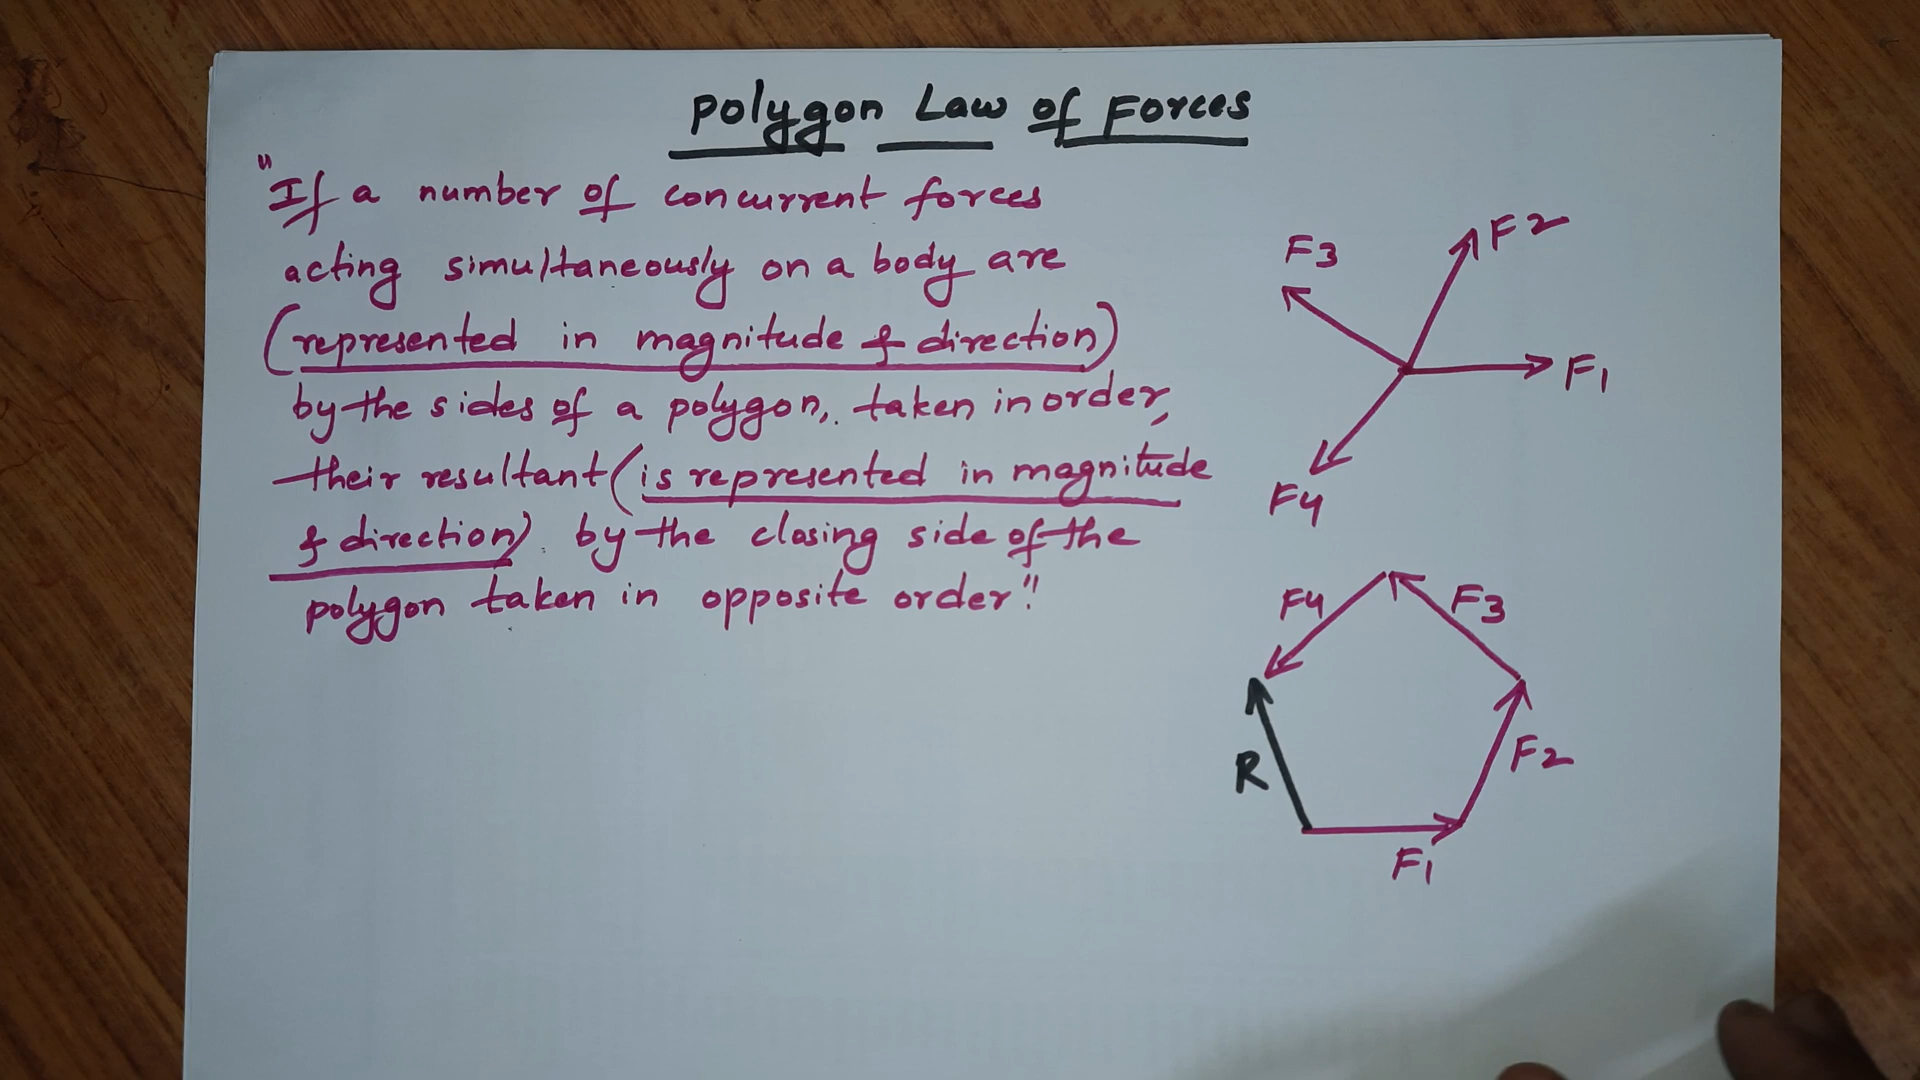 Polygon Law of Forces
"If a number of concurrent forces
acting simultaneously on a body are
(represented in magnitude & direction)
by the sides of a polygon, taken in order,
their resultant (is represented in magnitude
& direction) by the closing side of the
polygon taken in opposite order."
F2
F3
F1
F4
F4
F3
R
F2
F1